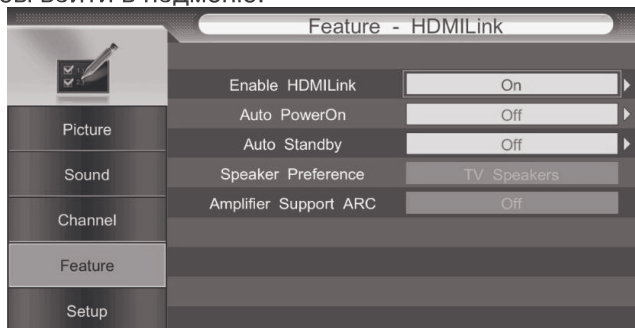 войти в подменю.
Feature - HDMILink
Enable HDMILink On
Auto PowerOn Off
Picture
Auto Standby Off
Sound
Speaker Preference TV Speakers
Channel
Amplifier Support ARC Off
Feature
Setup